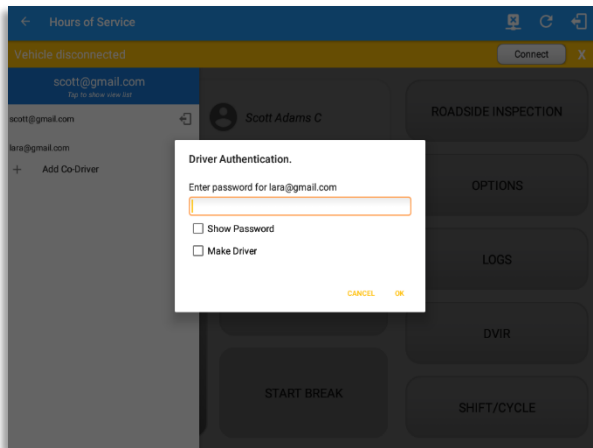 Hours of Service
Vehicle disconnected
Connect
X
scott@gmail.com
Tap to show view list
scott@gmail.com
lara@gmail.com
+ Add Co-Driver
Scott Adams C
ROADSIDE INSPECTION
OPTIONS
LOGS
DVIR
START BREAK
SHIFT/CYCLE
Driver Authentication.
Enter password for lara@gmail.com
Show Password
Make Driver
CANCEL OK